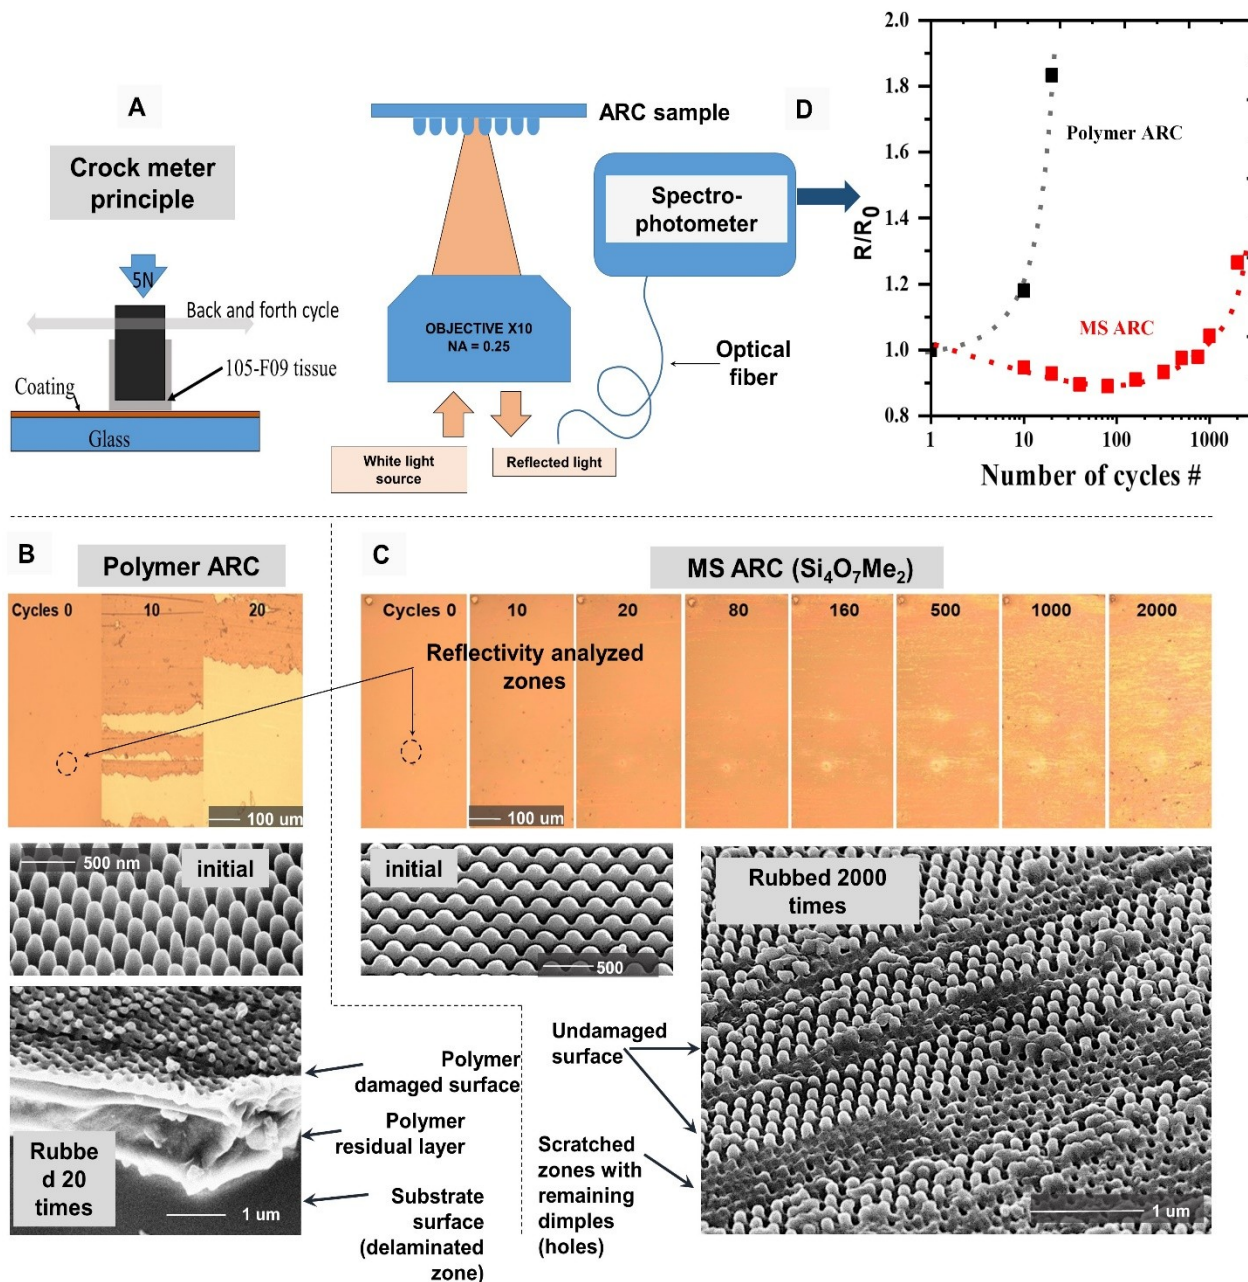 A
Crock meter
principle
5N
Back and forth cycle
105-F09 tissue
Coating
Glass
ARC sample
OBJECTIVE X10
NA = 0.25
White light
source
Reflected light
Optical
fiber
Spectro-
photometer
D
2.0
1.8
1.6
1.4
1.2
1.0
0.8
R/R0
Polymer ARC
MS ARC
1
10
100
1000
Number of cycles #
B
Polymer ARC
Cycles 0
10
20
100 um
C
MS ARC (Si4O7Me2)
Cycles 0
10
20
80
160
500
1000
2000
Reflectivity analyzed
zones
100 um
500 nm
initial
initial
500
Rubbed 2000
times
Rubbe
d 20
times
1 um
Polymer
damaged surface
Polymer
residual layer
Substrate
surface
(delaminated
zone)
Undamaged
surface
Scratched
zones with
remaining
dimples
(holes)
1 um